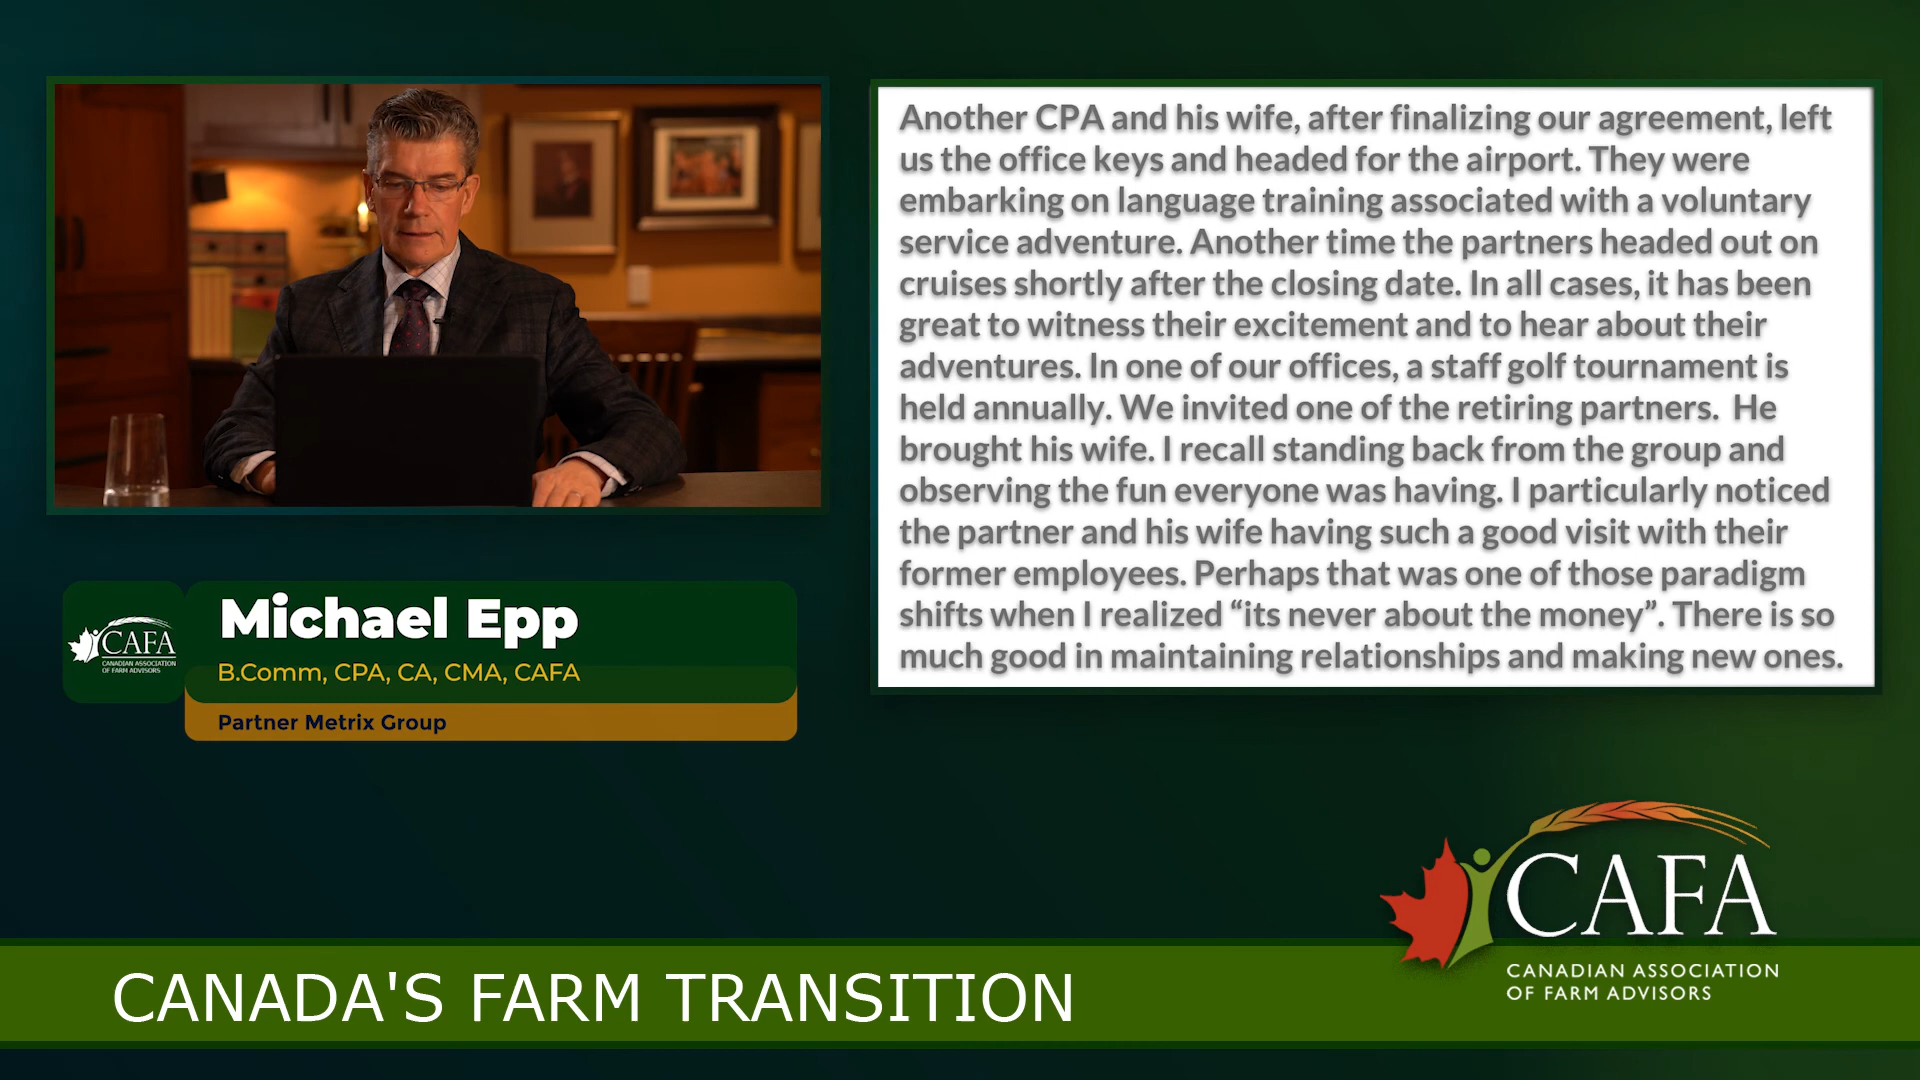 Another CPA and his wife, after finalizing our agreement, left
us the office keys and headed for the airport. They were
embarking on language training associated with a voluntary
service adventure. Another time the partners headed out on
cruises shortly after the closing date. In all cases, it has been
great to witness their excitement and to hear about their
adventures. In one of our offices, a staff golf tournament is
held annually. We invited one of the retiring partners.  He
brought his wife. I recall standing back from the group and
observing the fun everyone was having. I particularly noticed
the partner and his wife having such a good visit with their
former employees. Perhaps that was one of those paradigm
shifts when I realized “its never about the money”. There is so
much good in maintaining relationships and making new ones.
CAFA
CANADIAN ASSOCIATION
OF FARM ADVISORS
Michael Epp
B.Comm, CPA, CA, CMA, CAFA
Partner Metrix Group
CAFA
CANADIAN ASSOCIATION
OF FARM ADVISORS
CANADA'S FARM TRANSITION